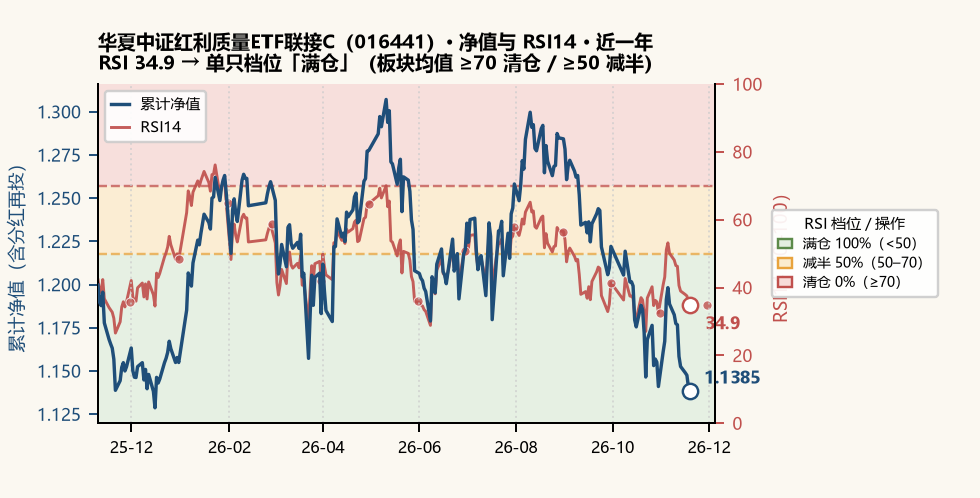 华夏中证红利质量ETF联接C（016441）· 净值与 RSI14 · 近一年
RSI 34.9 → 单只档位「满仓」（板块均值 ≥70 清仓 / ≥50 减半）
累计净值
RSI14
累计净值（含分红再投）
1.300
1.275
1.250
1.225
1.200
1.175
1.150
1.125
100
80
60
40
20
0
RSI 档位 / 操作
满仓 100%（<50）
减半 50%（50–70）
清仓 0%（≥70）
34.9
1.1385
25-12
26-02
26-04
26-06
26-08
26-10
26-12